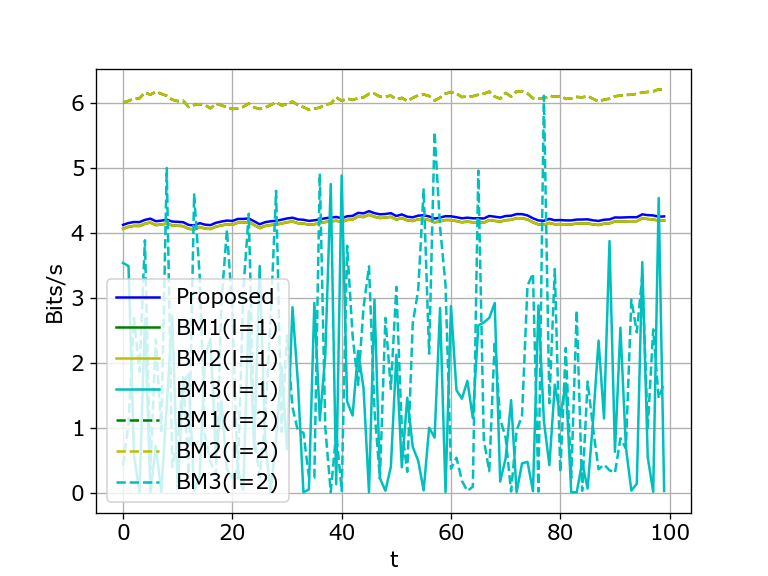 6
5
4
3
2
1
0
Bits/s
Proposed
BM1(I=1)
BM2(I=1)
BM3(I=1)
BM1(I=2)
BM2(I=2)
BM3(I=2)
0 20 40 60 80 100
t